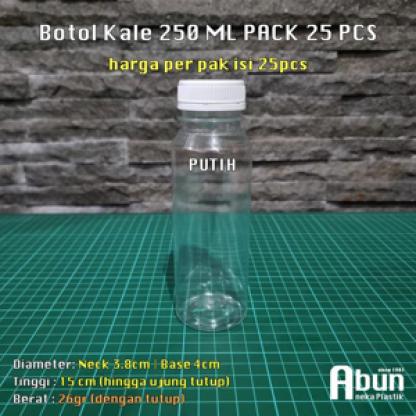 Botol Kale 250 ML PACK 25 PCS
harga per pak isi 25pcs
PUTIH
Diameter: Neck 3.8cm | Base 4cm
Tinggi : 15 cm (hingga ujung tutup)
Berat : 26gr (dengan tutup)
since 1981
Abun
aneka Plastik